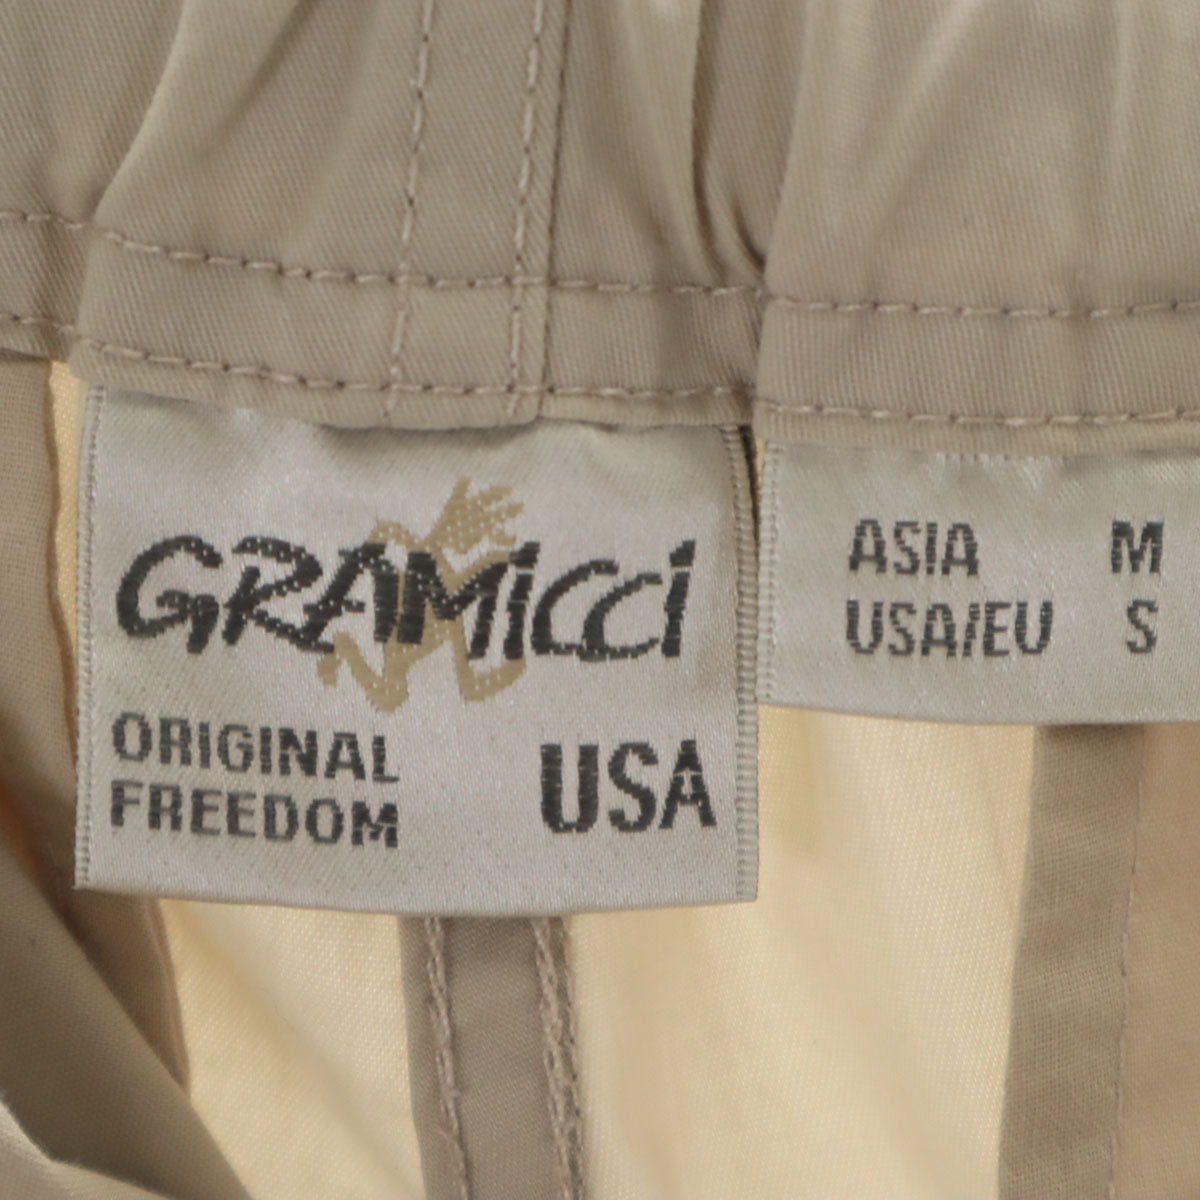 GRAMiCCi
ORIGINAL
FREEDOM
USA
ASIA M
USA/EU S